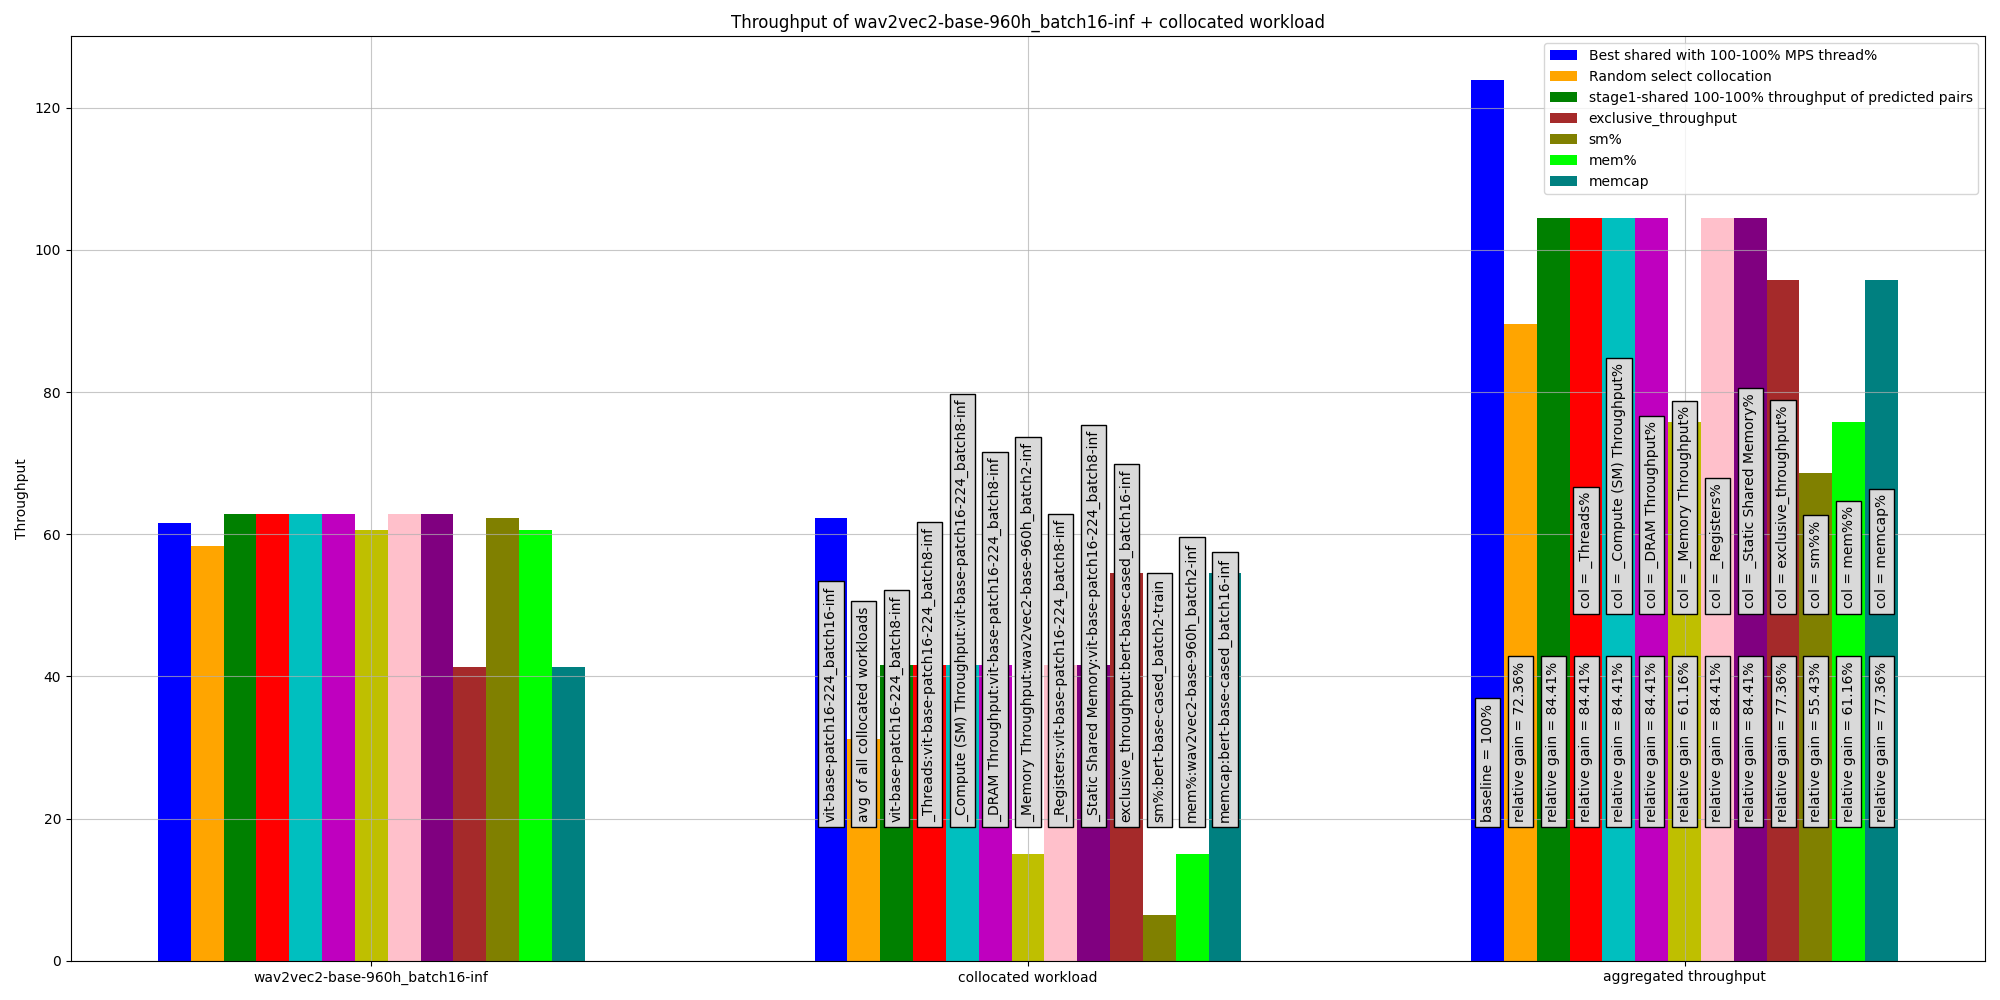 Throughput of wav2vec2-base-960h_batch16-inf + collocated workload
Best shared with 100-100% MPS thread%
Random select collocation
stage1-shared 100-100% throughput of predicted pairs
exclusive_throughput
sm%
mem%
memcap
Throughput
120
100
80
60
40
20
0
vit-base-patch16-224_batch16-inf
avg of all collocated workloads
vit-base-patch16-224_batch8-inf
_Threads:vit-base-patch16-224_batch8-inf
_Compute (SM) Throughput:vit-base-patch16-224_batch8-inf
_DRAM Throughput:vit-base-patch16-224_batch8-inf
_Memory Throughput:wav2vec2-base-960h_batch2-inf
_Registers:vit-base-patch16-224_batch8-inf
_Static Shared Memory:vit-base-patch16-224_batch8-inf
exclusive_throughput:bert-base-cased_batch16-inf
sm%:bert-base-cased_batch2-train
mem%:wav2vec2-base-960h_batch2-inf
memcap:bert-base-cased_batch16-inf
col = _Threads%
col = _Compute (SM) Throughput%
col = _DRAM Throughput%
col = _Memory Throughput%
col = _Registers%
col = _Static Shared Memory%
col = exclusive_throughput%
col = sm%%
col = mem%%
col = memcap%
baseline = 100%
relative gain = 72.36%
relative gain = 84.41%
relative gain = 84.41%
relative gain = 84.41%
relative gain = 84.41%
relative gain = 61.16%
relative gain = 84.41%
relative gain = 84.41%
relative gain = 77.36%
relative gain = 55.43%
relative gain = 61.16%
relative gain = 77.36%
wav2vec2-base-960h_batch16-inf
collocated workload
aggregated throughput